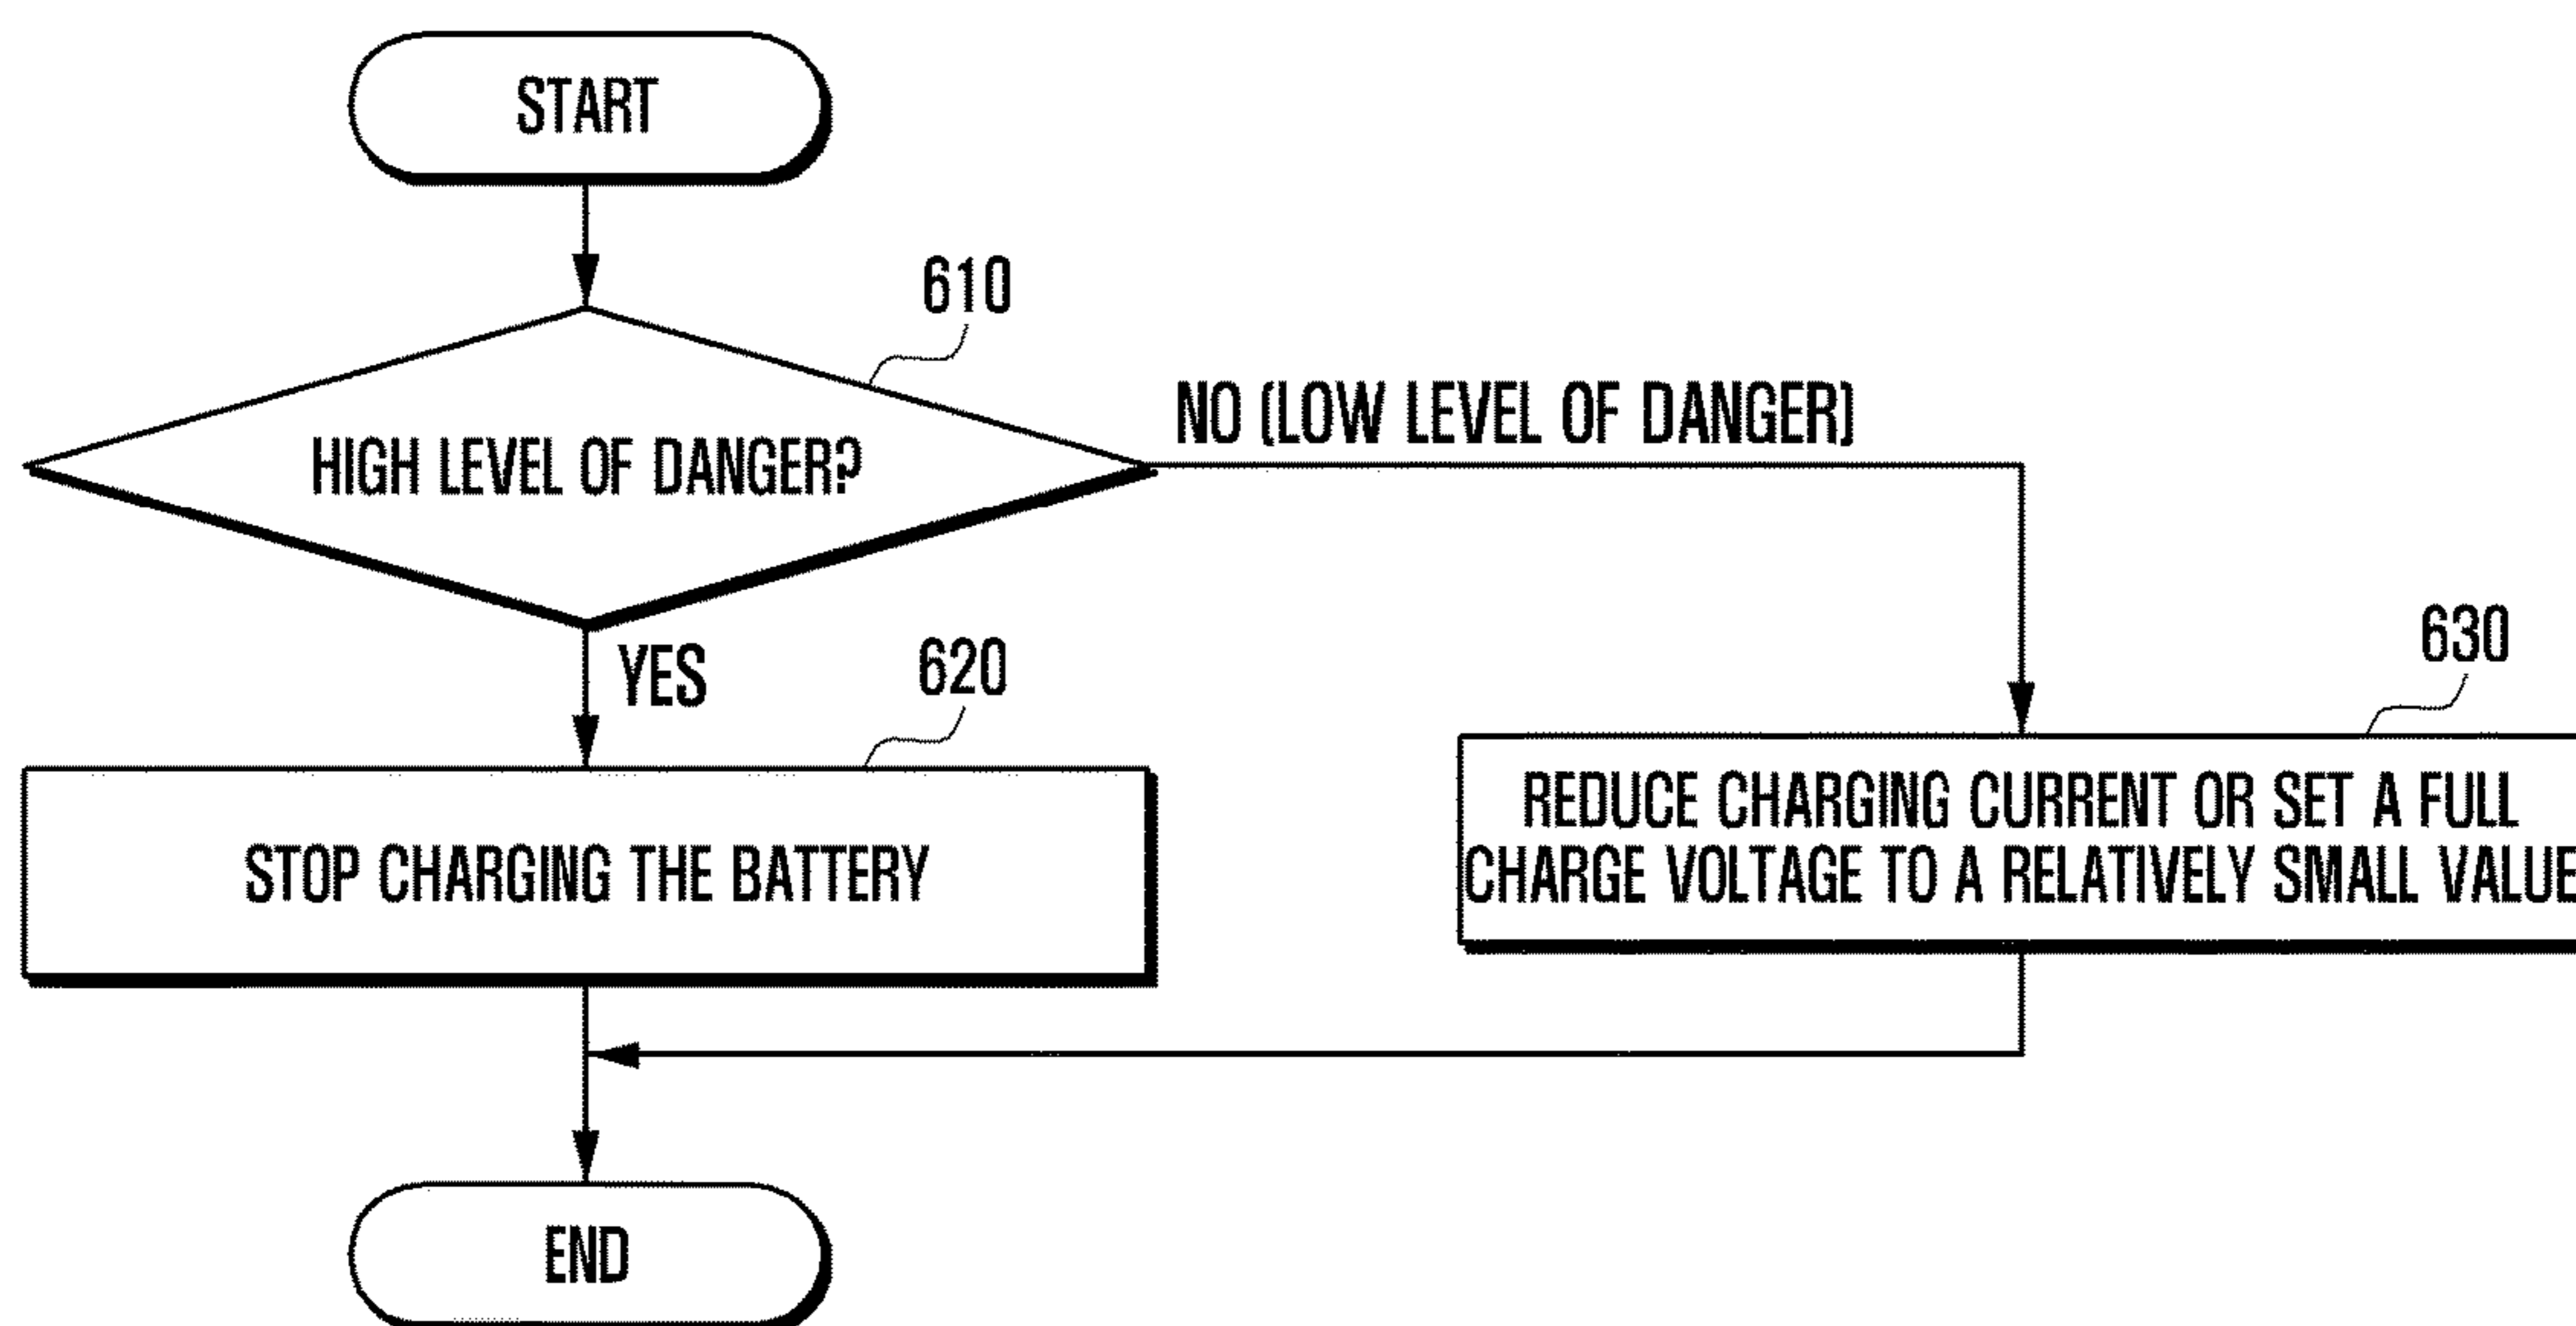 START
610
HIGH LEVEL OF DANGER?
NO (LOW LEVEL OF DANGER)
YES
620
STOP CHARGING THE BATTERY
630
REDUCE CHARGING CURRENT OR SET A FULL
CHARGE VOLTAGE TO A RELATIVELY SMALL VALUE
END